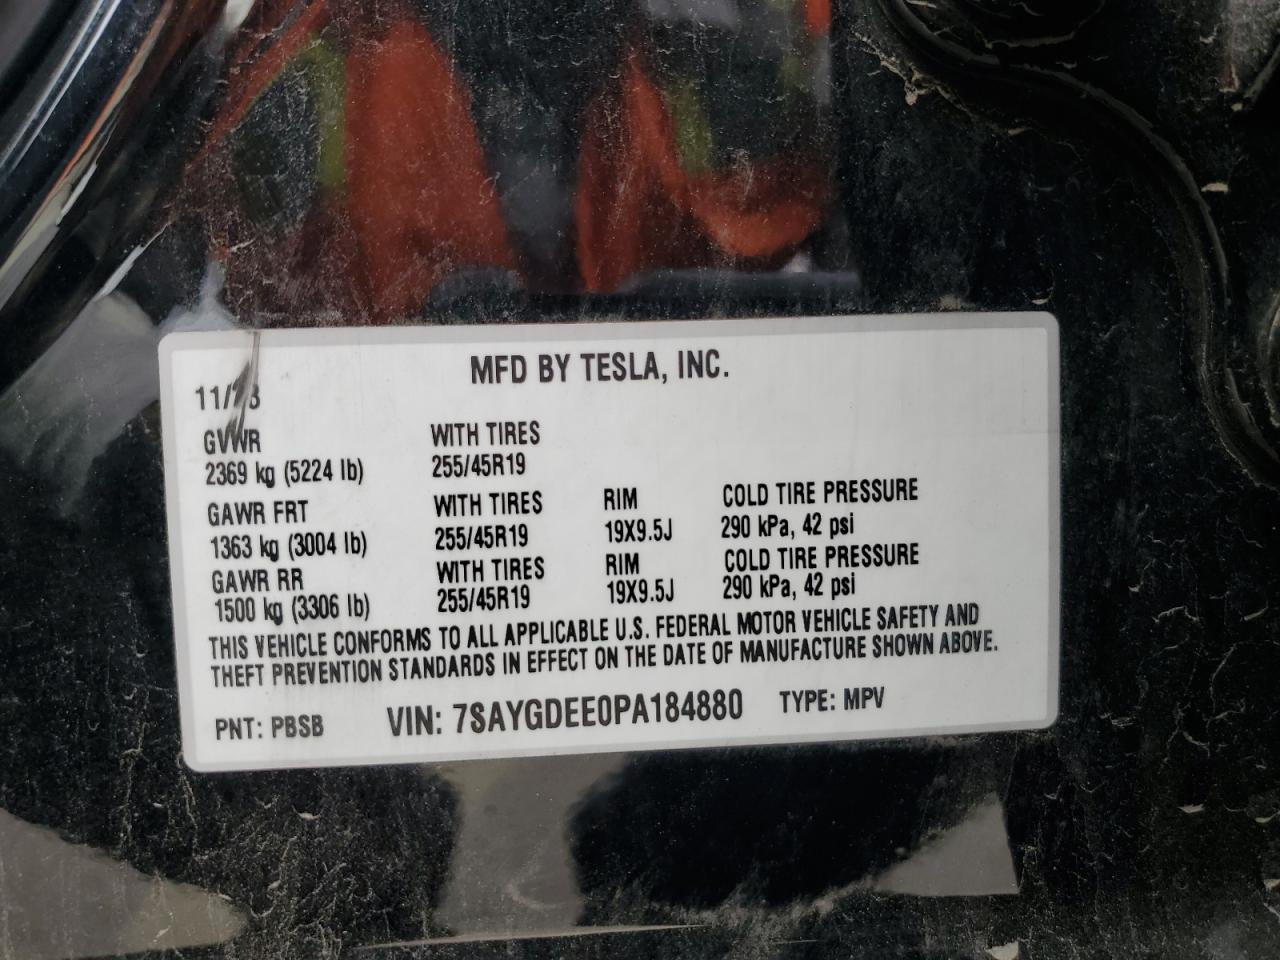 MFD BY TESLA, INC.
GVWR WITH TIRES
2369 kg (5224 lb) 255/45R19
GAWR FRT WITH TIRES RIM COLD TIRE PRESSURE
1363 kg (3004 lb) 255/45R19 19X9.5J 290 kPa, 42 psi
GAWR RR WITH TIRES RIM COLD TIRE PRESSURE
1500 kg (3306 lb) 255/45R19 19X9.5J 290 kPa, 42 psi
THIS VEHICLE CONFORMS TO ALL APPLICABLE U.S. FEDERAL MOTOR VEHICLE SAFETY AND
THEFT PREVENTION STANDARDS IN EFFECT ON THE DATE OF MANUFACTURE SHOWN ABOVE.
PNT: PBSB VIN: 7SAYGDEE0PA184880 TYPE: MPV